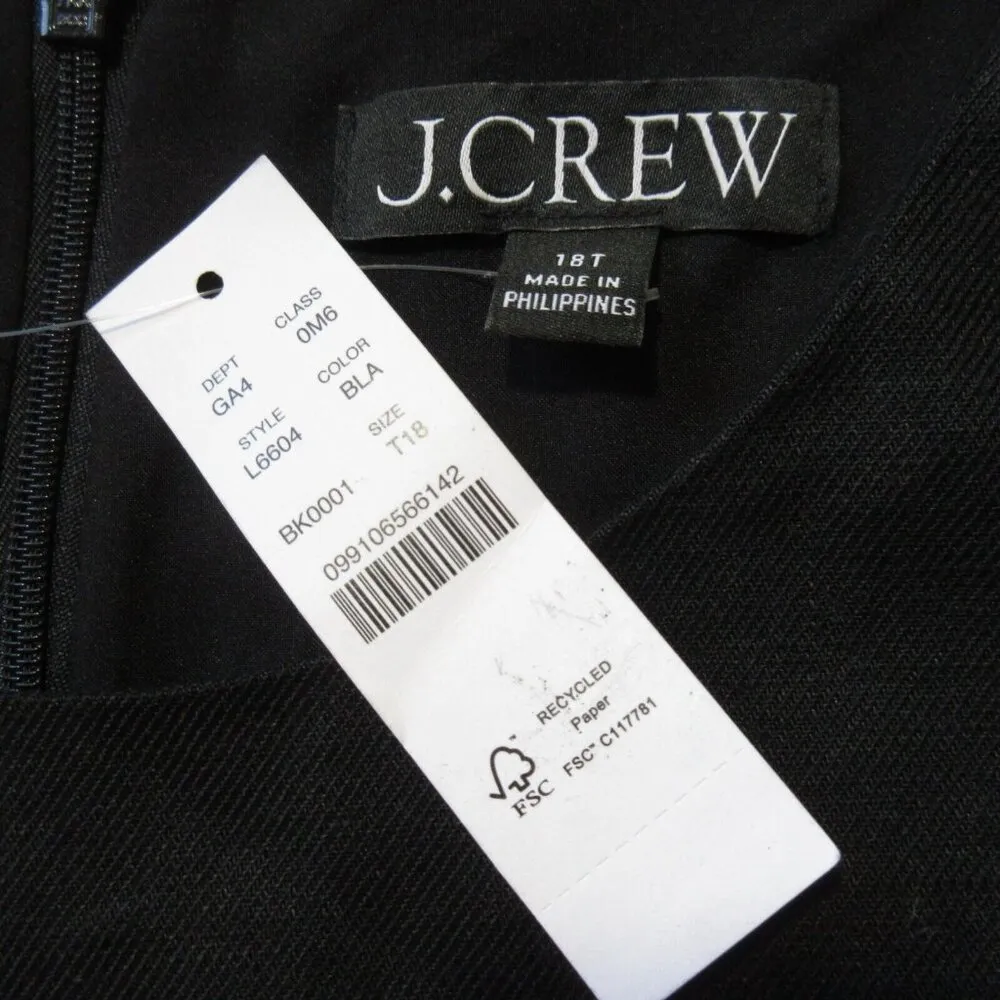 J.CREW
18T
MADE IN
PHILIPPINES
DEPT CLASS
GA4 0M6
STYLE COLOR
L6604 BLA
SIZE
T18
BK0001
099106566142
RECYCLED
Paper
FSC™ C117781
FSC